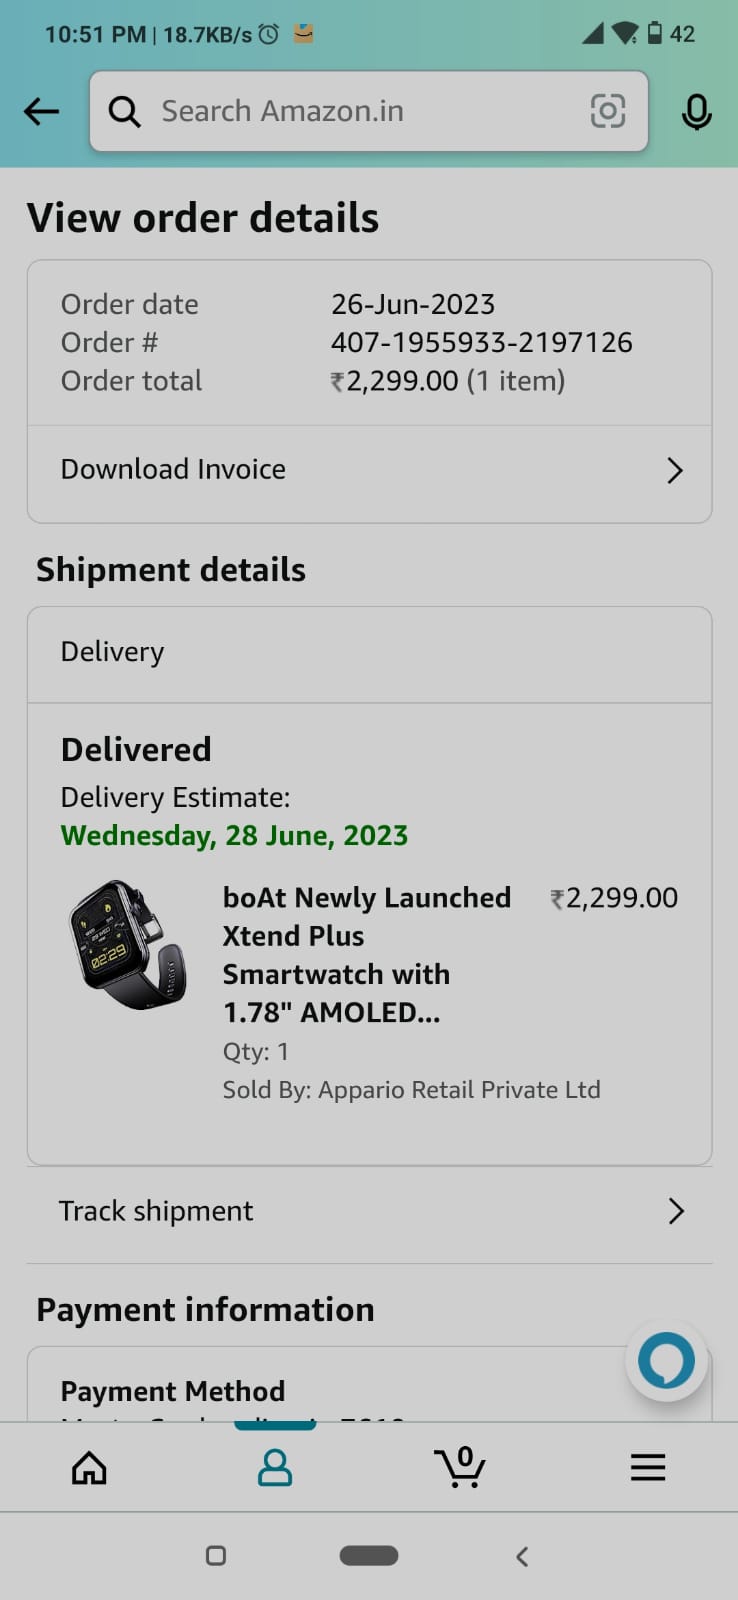 10:51 PM | 18.7KB/s
42
Search Amazon.in
View order details
Order date 26-Jun-2023
Order # 407-1955933-2197126
Order total ₹2,299.00 (1 item)
Download Invoice
Shipment details
Delivery
Delivered
Delivery Estimate:
Wednesday, 28 June, 2023
boAt Newly Launched ₹2,299.00
Xtend Plus
Smartwatch with
1.78" AMOLED...
Qty: 1
Sold By: Appario Retail Private Ltd
02:29
Track shipment
Payment information
Payment Method
0